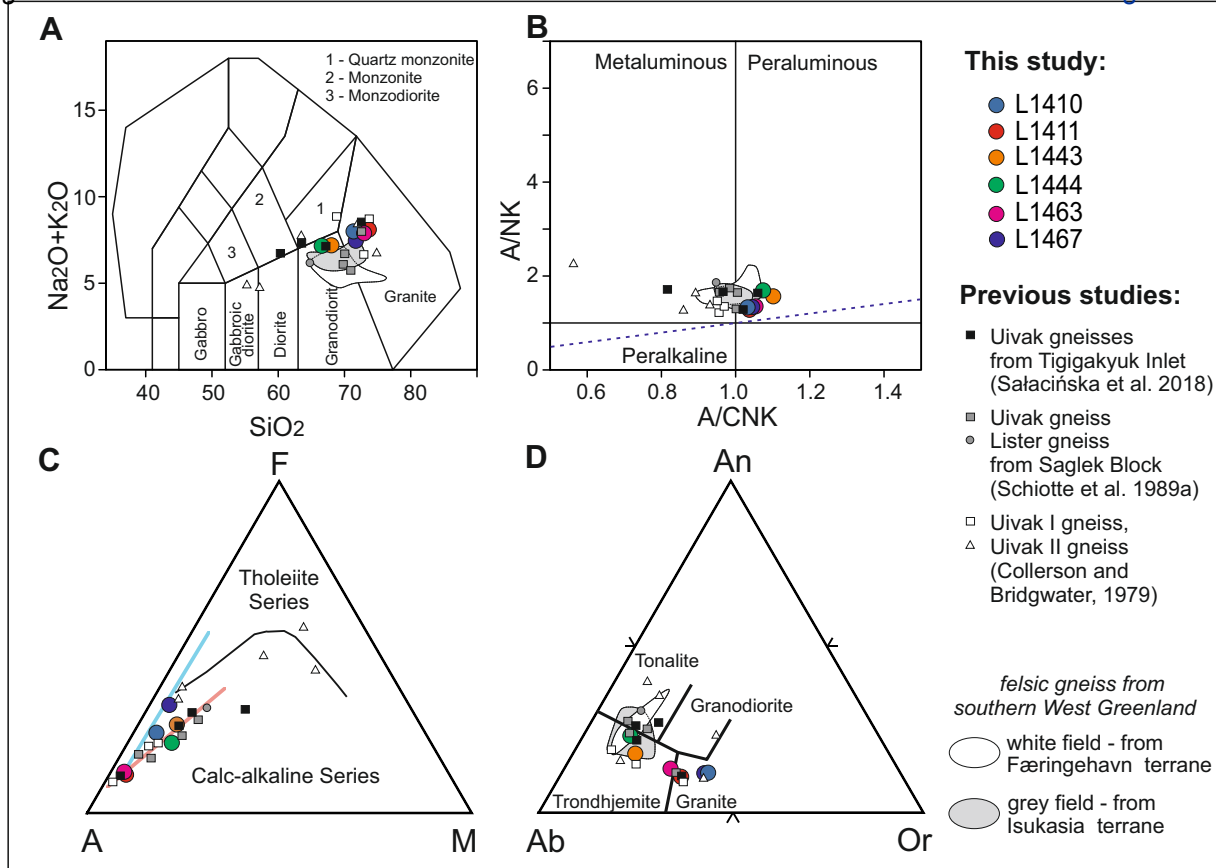 A
1 - Quartz monzonite
2 - Monzonite
3 - Monzodiorite
15
10
5
0
Na2O+K2O
1
2
3
Gabbro
Gabbroic
diorite
Diorite
Granodiorit
Granite
40
50
60
70
80
SiO2
B
Metaluminous
Peraluminous
Peralkaline
6
4
2
0
A/NK
0.6
0.8
1.0
1.2
1.4
A/CNK
This study:
L1410
L1411
L1443
L1444
L1463
L1467
Previous studies:
Uivak gneisses
from Tigigakyuk Inlet
(Sałacińska et al. 2018)
Uivak gneiss
Lister gneiss
from Saglek Block
(Schiotte et al. 1989a)
Uivak I gneiss,
Uivak II gneiss
(Collerson and
Bridgwater, 1979)
felsic gneiss from
southern West Greenland
white field - from
Færingehavn terrane
grey field - from
Isukasia terrane
C
F
Tholeiite
Series
Calc-alkaline Series
A
M
D
An
Tonalite
Granodiorite
Trondhjemite
Granite
Ab
Or